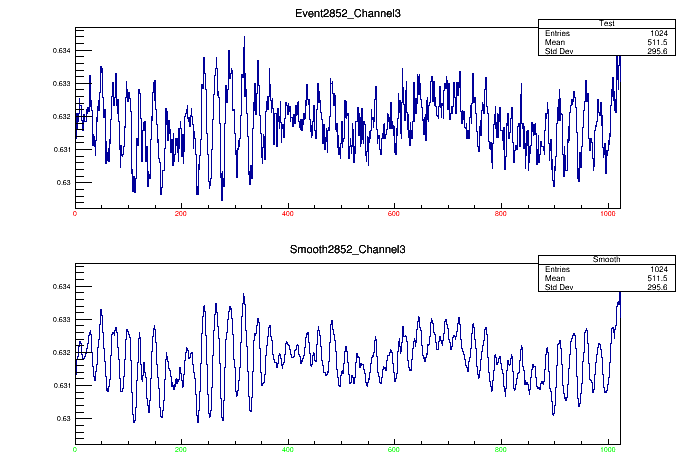 Event2852_Channel3
Test
Entries 1024
Mean 511.5
Std Dev 295.6
0.634
0.633
0.632
0.631
0.63
0 200 400 600 800 1000
Smooth2852_Channel3
Smooth
Entries 1024
Mean 511.5
Std Dev 295.6
0.634
0.633
0.632
0.631
0.63
0 200 400 600 800 1000